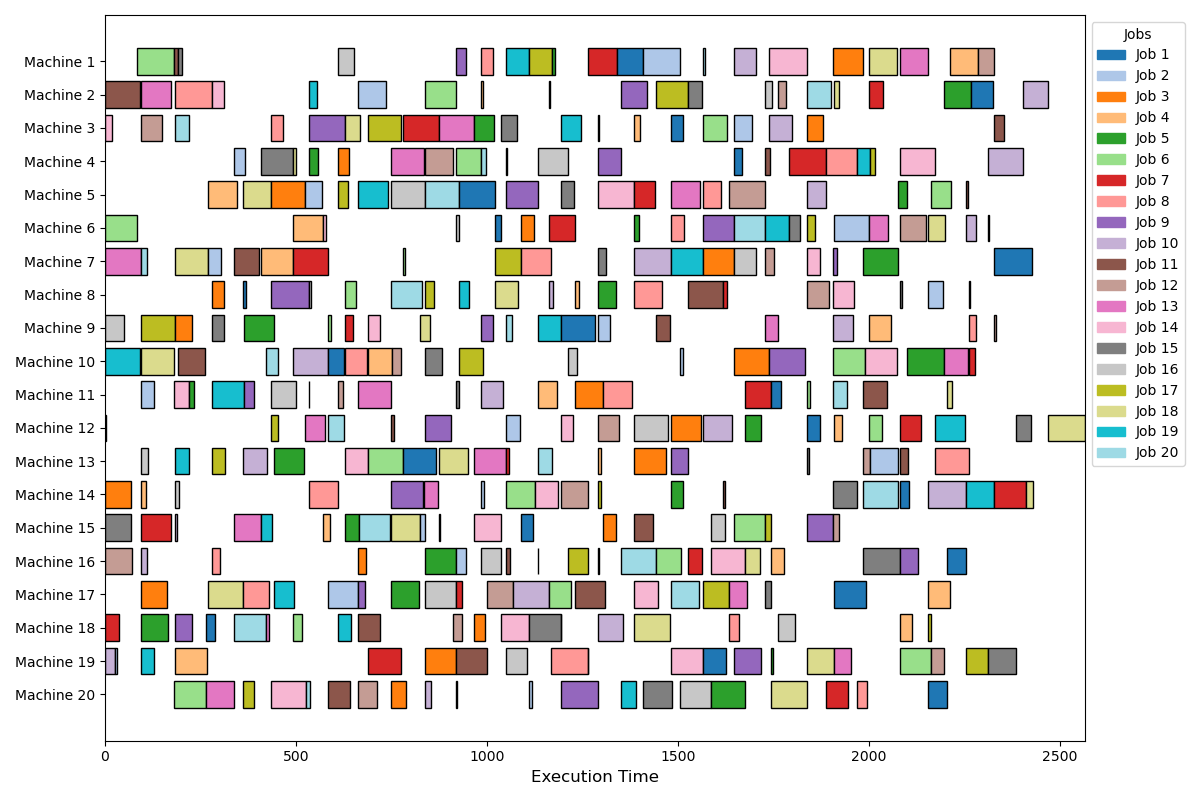 Machine 1
Machine 2
Machine 3
Machine 4
Machine 5
Machine 6
Machine 7
Machine 8
Machine 9
Machine 10
Machine 11
Machine 12
Machine 13
Machine 14
Machine 15
Machine 16
Machine 17
Machine 18
Machine 19
Machine 20
0 500 1000 1500 2000 2500
Execution Time
Jobs
Job 1
Job 2
Job 3
Job 4
Job 5
Job 6
Job 7
Job 8
Job 9
Job 10
Job 11
Job 12
Job 13
Job 14
Job 15
Job 16
Job 17
Job 18
Job 19
Job 20